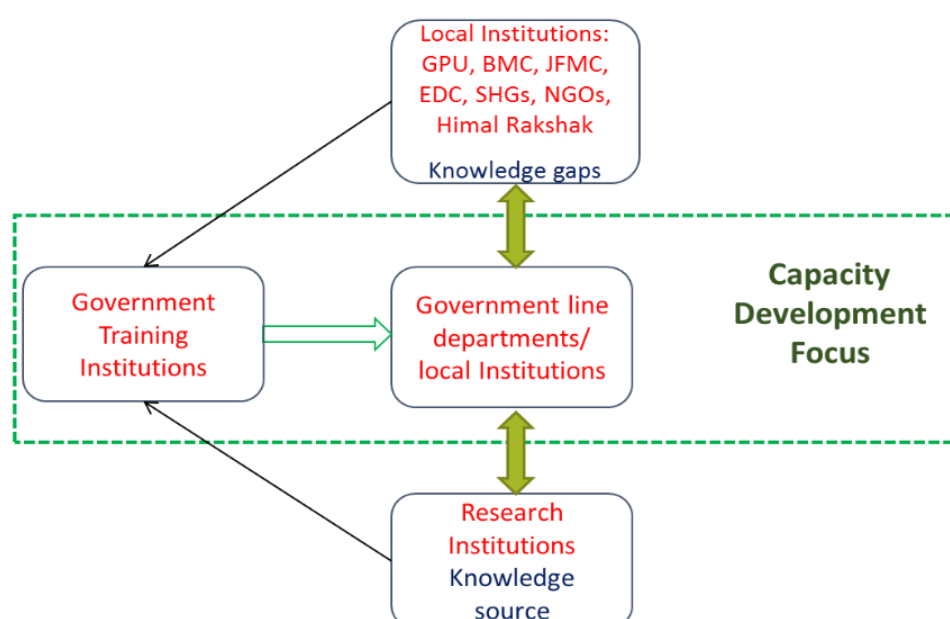 Local Institutions:
GPU, BMC, JFMC,
EDC, SHGs, NGOs,
Himal Rakshak
Knowledge gaps
Government
Training
Institutions
Government line
departments/
local Institutions
Capacity
Development
Focus
Research
Institutions
Knowledge
source